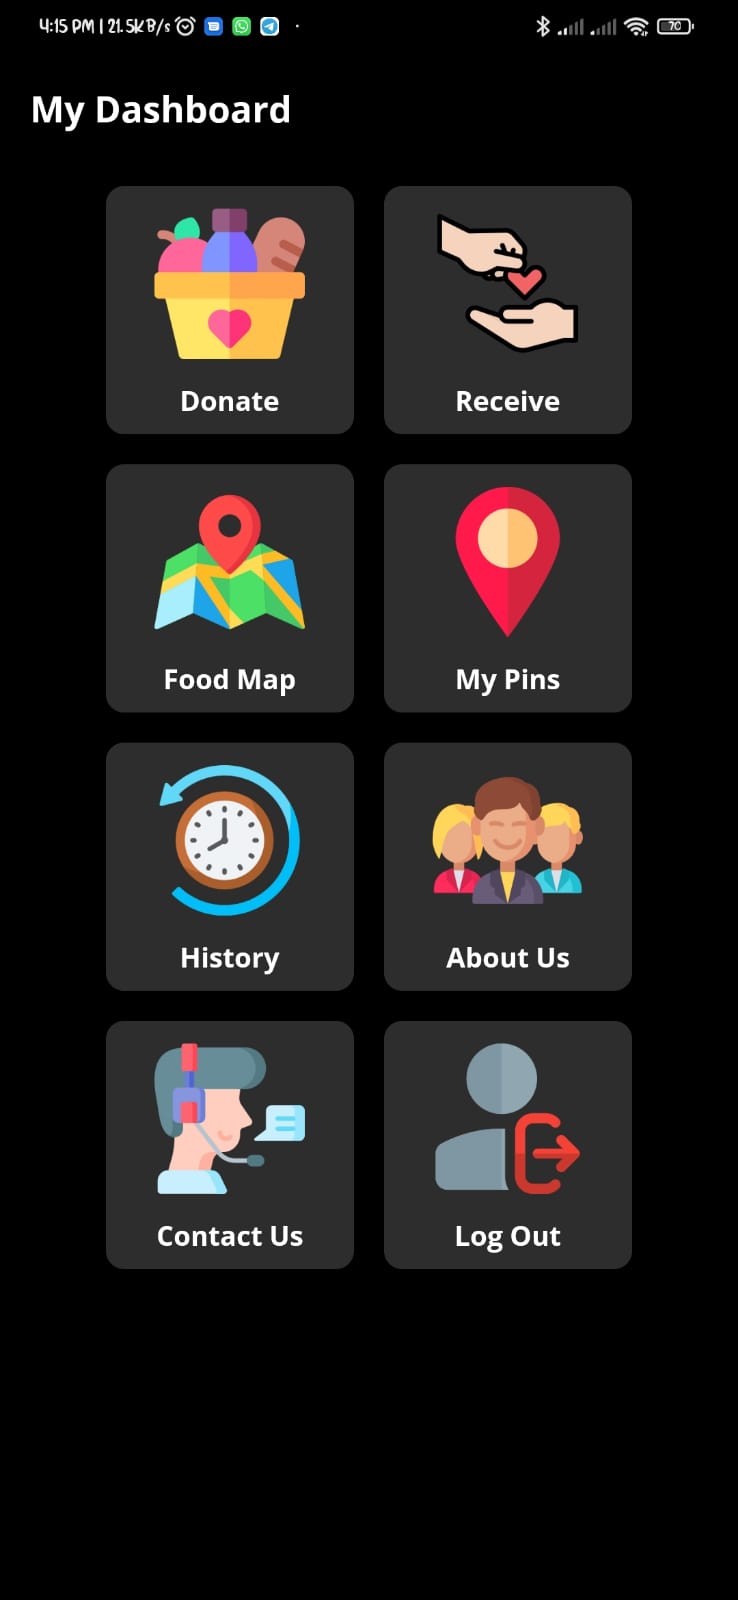 4:15 PM | 21.5KB/s
70
My Dashboard
Donate
Receive
Food Map
My Pins
History
About Us
Contact Us
Log Out